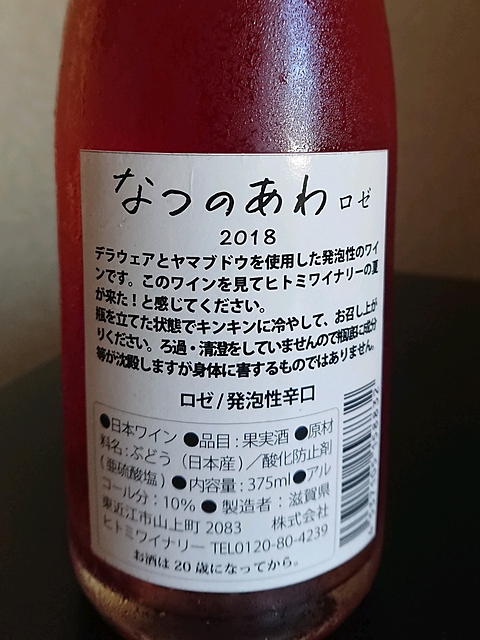 なつのあわ ロゼ
2018
デラウェアとヤマブドウを使用した発泡性のワイ
ンです。このワインを見てヒトミワイナリーの夏
が来た！と感じてください。
瓶を立てた状態でキンキンに冷やして、お召し上が
りください。ろ過・清澄をしていませんので瓶底に成分
等が沈殿しますが身体に害するものではありません。
ロゼ/発泡性辛口
●日本ワイン ●品目：果実酒 ●原材
料名：ぶどう（日本産）／酸化防止剤
(亜硫酸塩) ●内容量：375ml●アル
コール分：10% ● 製造者：滋賀県
東近江市山上町 2083 株式会社
ヒトミワイナリー TEL0120-80-4239
お酒は 20 歳になってから。